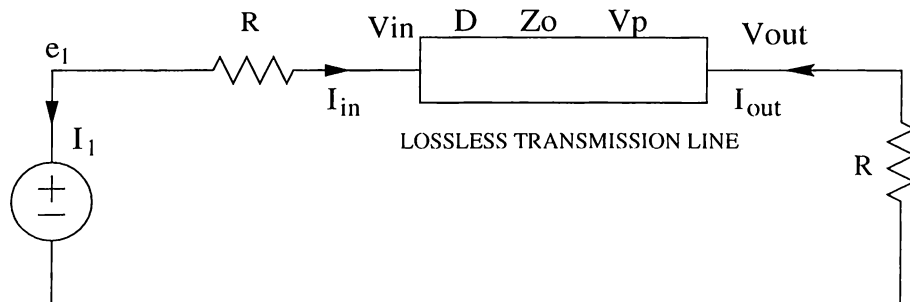 R
Vin D Zo Vp
Vout
e1
Iin
Iout
I1
LOSSLESS TRANSMISSION LINE
R
+
−